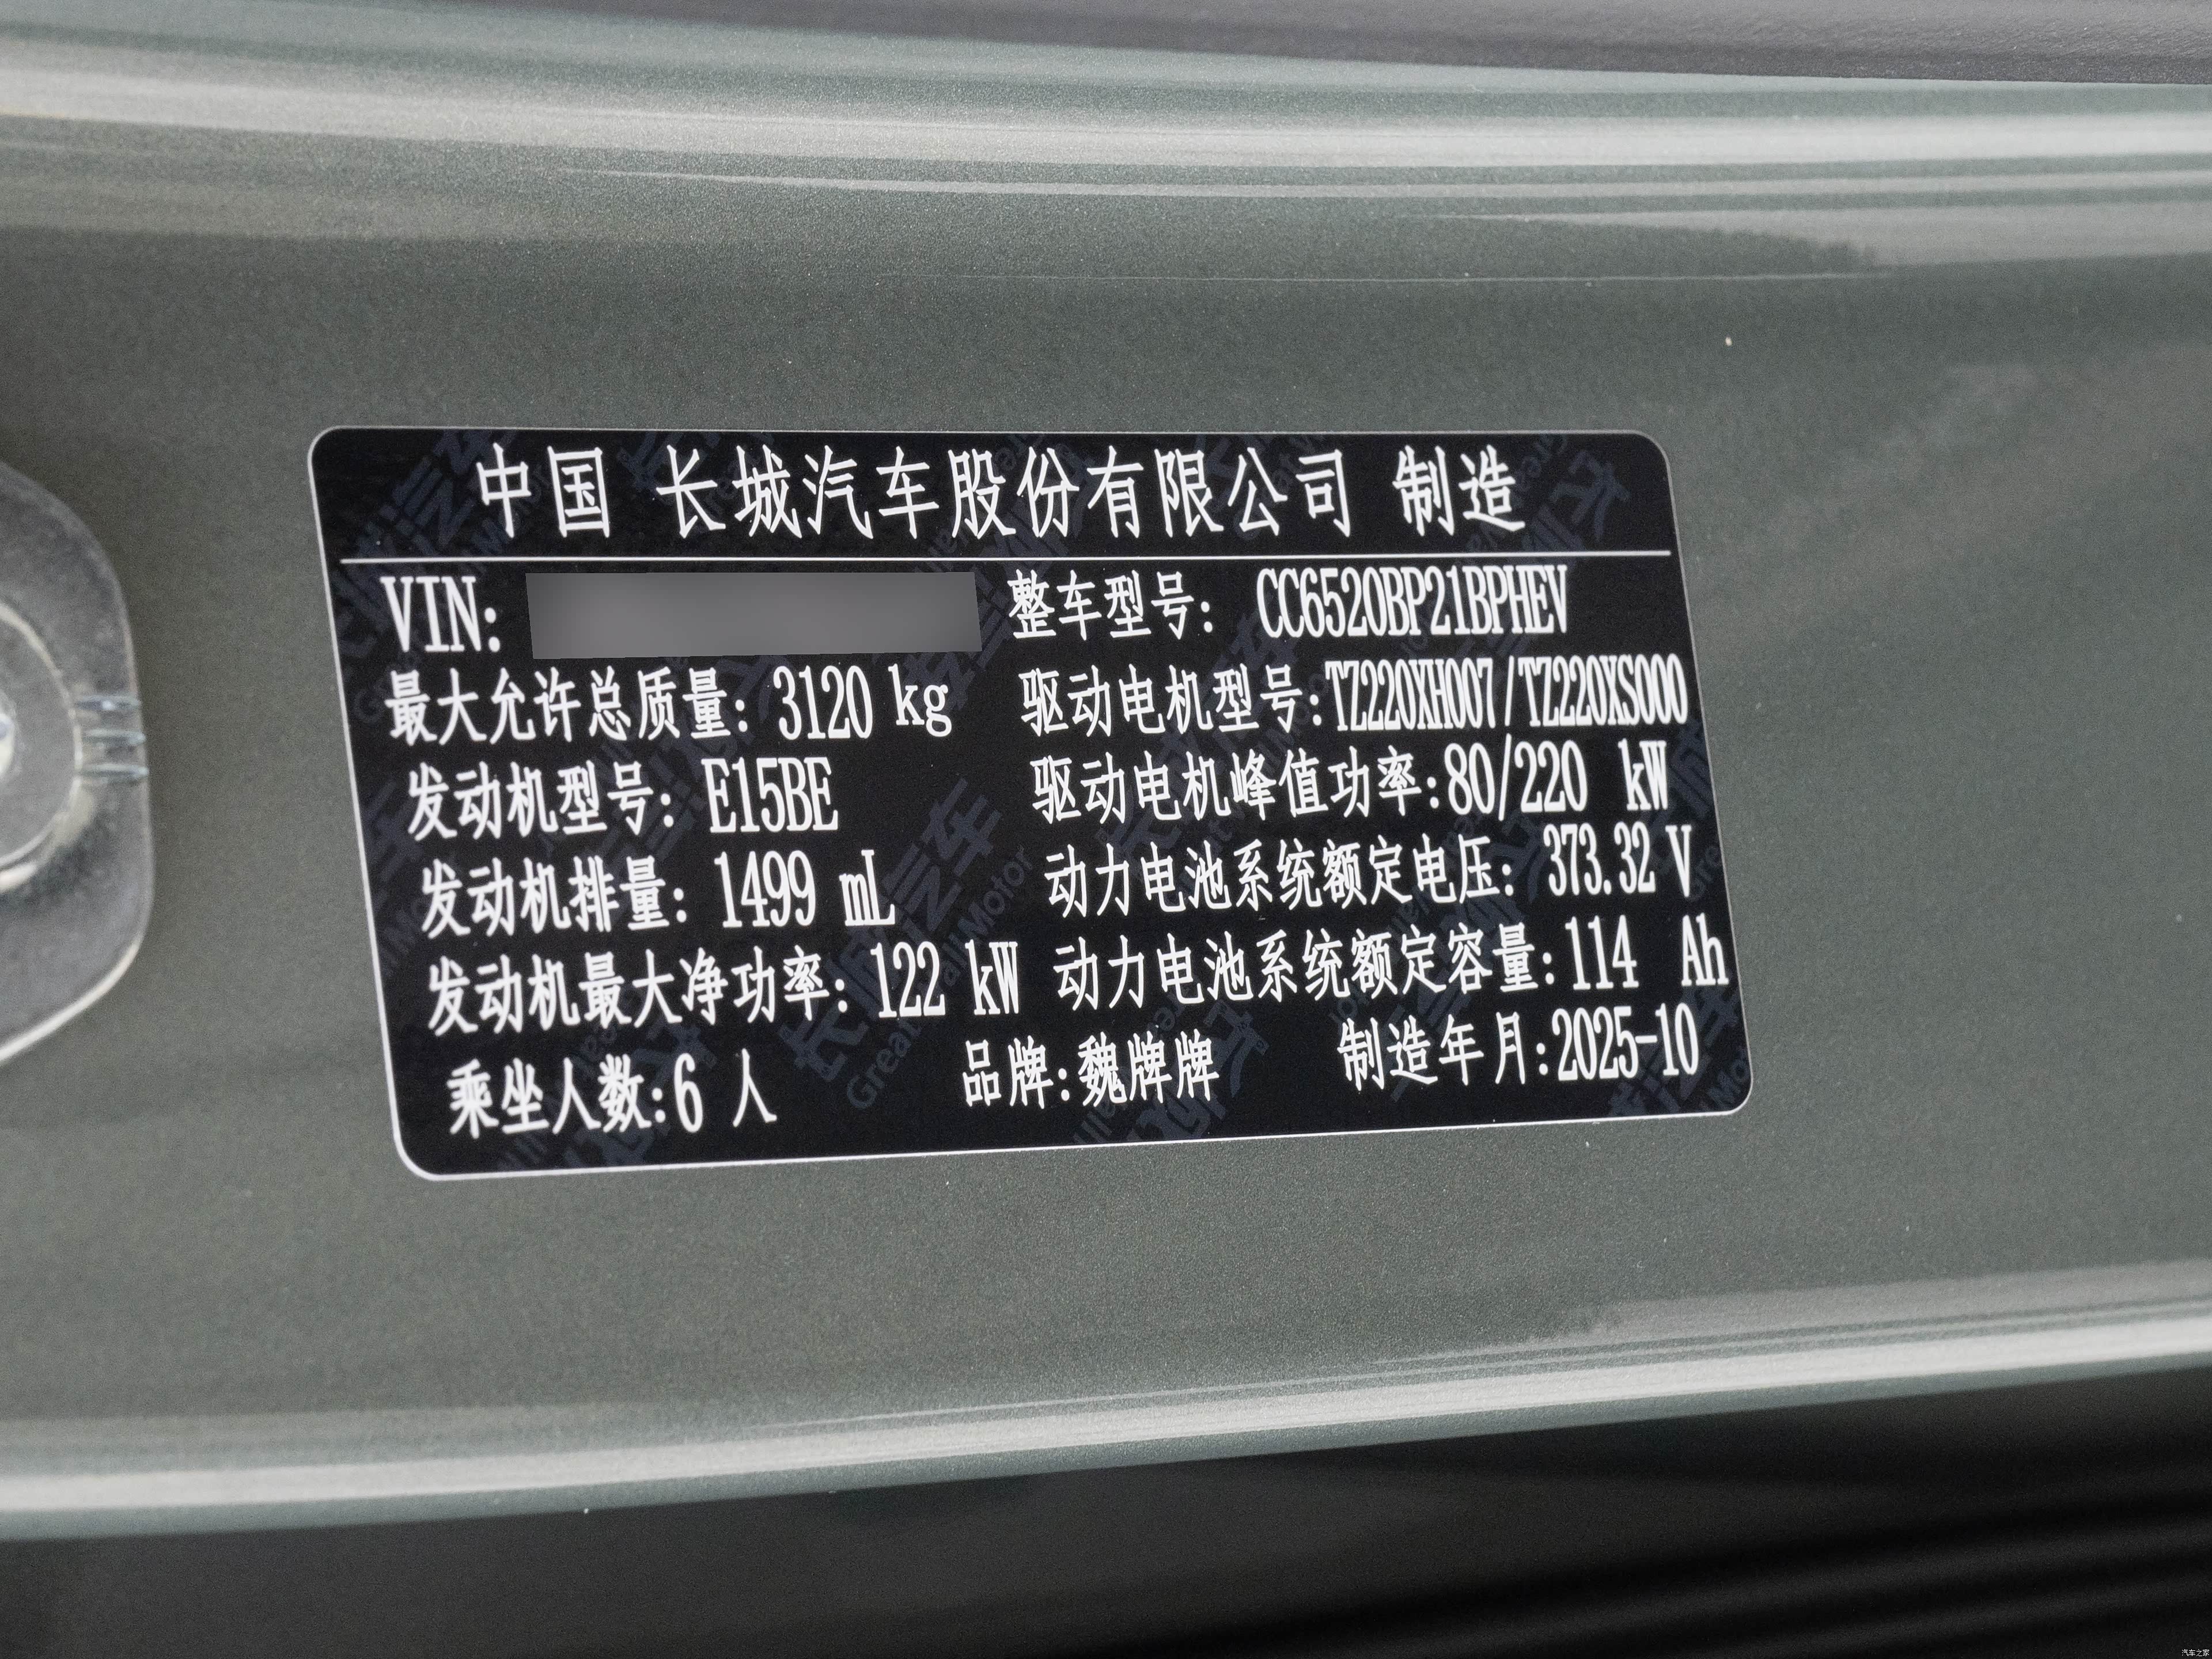 中国 长城汽车股份有限公司 制造
VIN: 整车型号: CC6520BP21BPHEV
最大允许总质量: 3120 kg 驱动电机型号:TZ220XH007/TZ220XS000
发动机型号: E15BE 驱动电机峰值功率:80/220 kW
发动机排量: 1499 mL 动力电池系统额定电压: 373.32 V
发动机最大净功率: 122 kW 动力电池系统额定容量:114 Ah
乘坐人数:6 人 品牌:魏牌牌 制造年月:2025-10
汽车之家